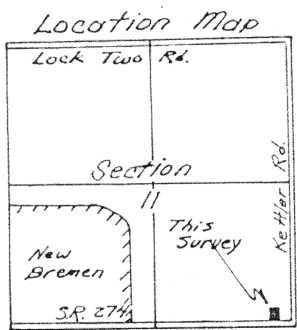 Location Map
Lock Two Rd.
Kettler Rd.
Section
11
This
Survey
New
Bremen
S.R. 274